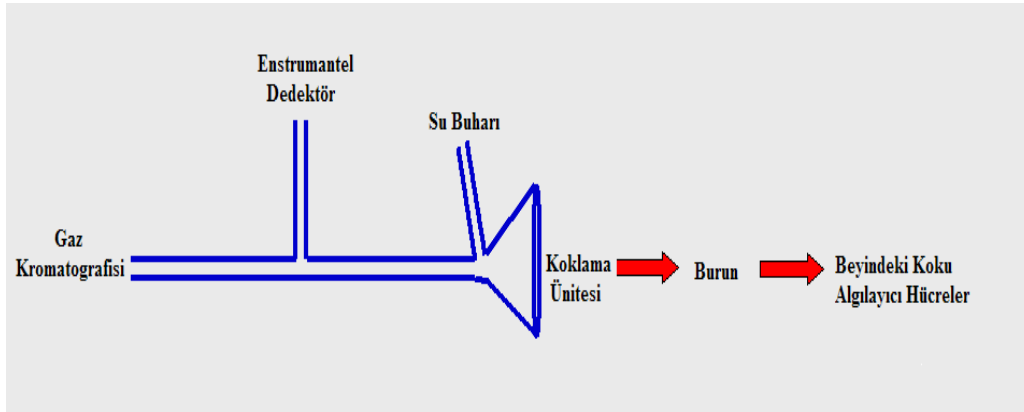 Enstrumantel
Dedektör
Su Buharı
Gaz
Kromatografisi
Koklama
Ünitesi
Burun
Beyindeki Koku
Algılayıcı Hücreler